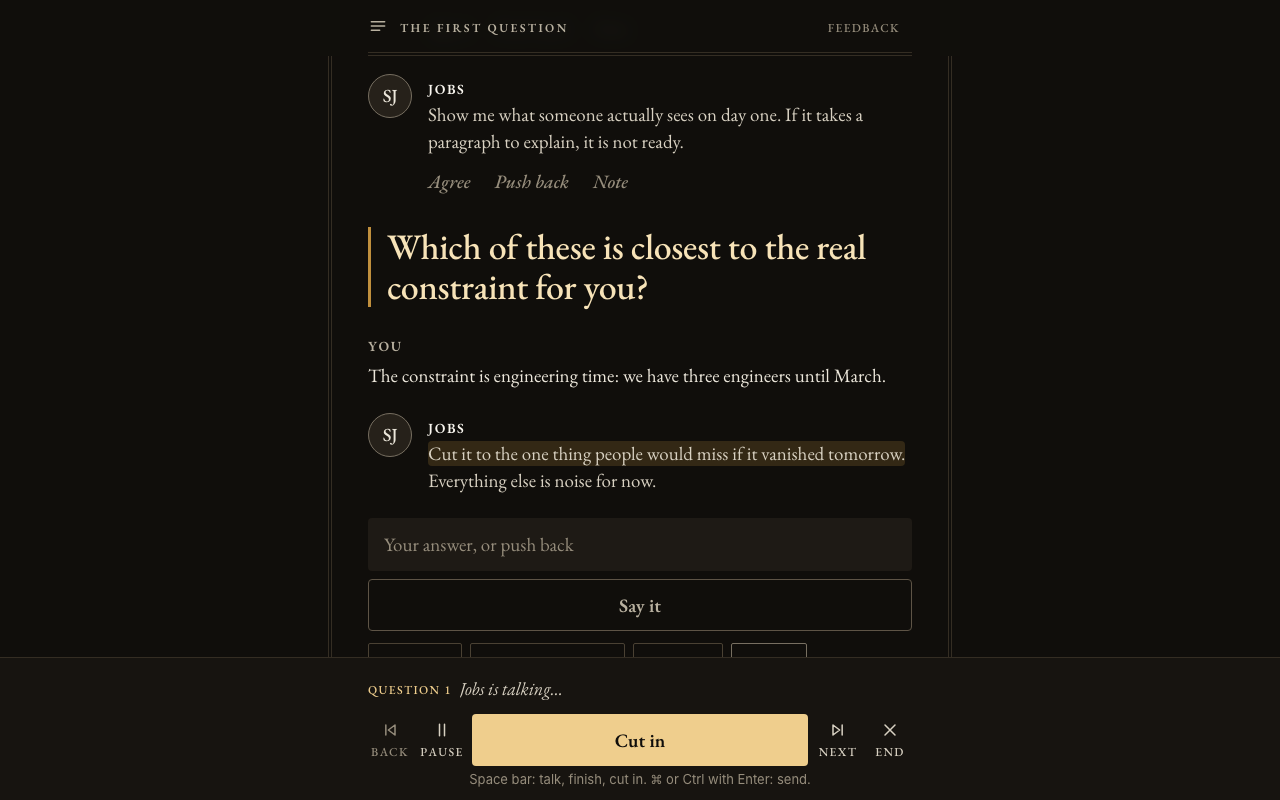 THE FIRST QUESTION
FEEDBACK
SJ
JOBS
Show me what someone actually sees on day one. If it takes a
paragraph to explain, it is not ready.
Agree Push back Note
Which of these is closest to the real
constraint for you?
YOU
The constraint is engineering time: we have three engineers until March.
SJ
JOBS
Cut it to the one thing people would miss if it vanished tomorrow.
Everything else is noise for now.
Your answer, or push back
Say it
QUESTION 1 Jobs is talking...
BACK
PAUSE
Cut in
NEXT
END
Space bar: talk, finish, cut in. ⌘ or Ctrl with Enter: send.